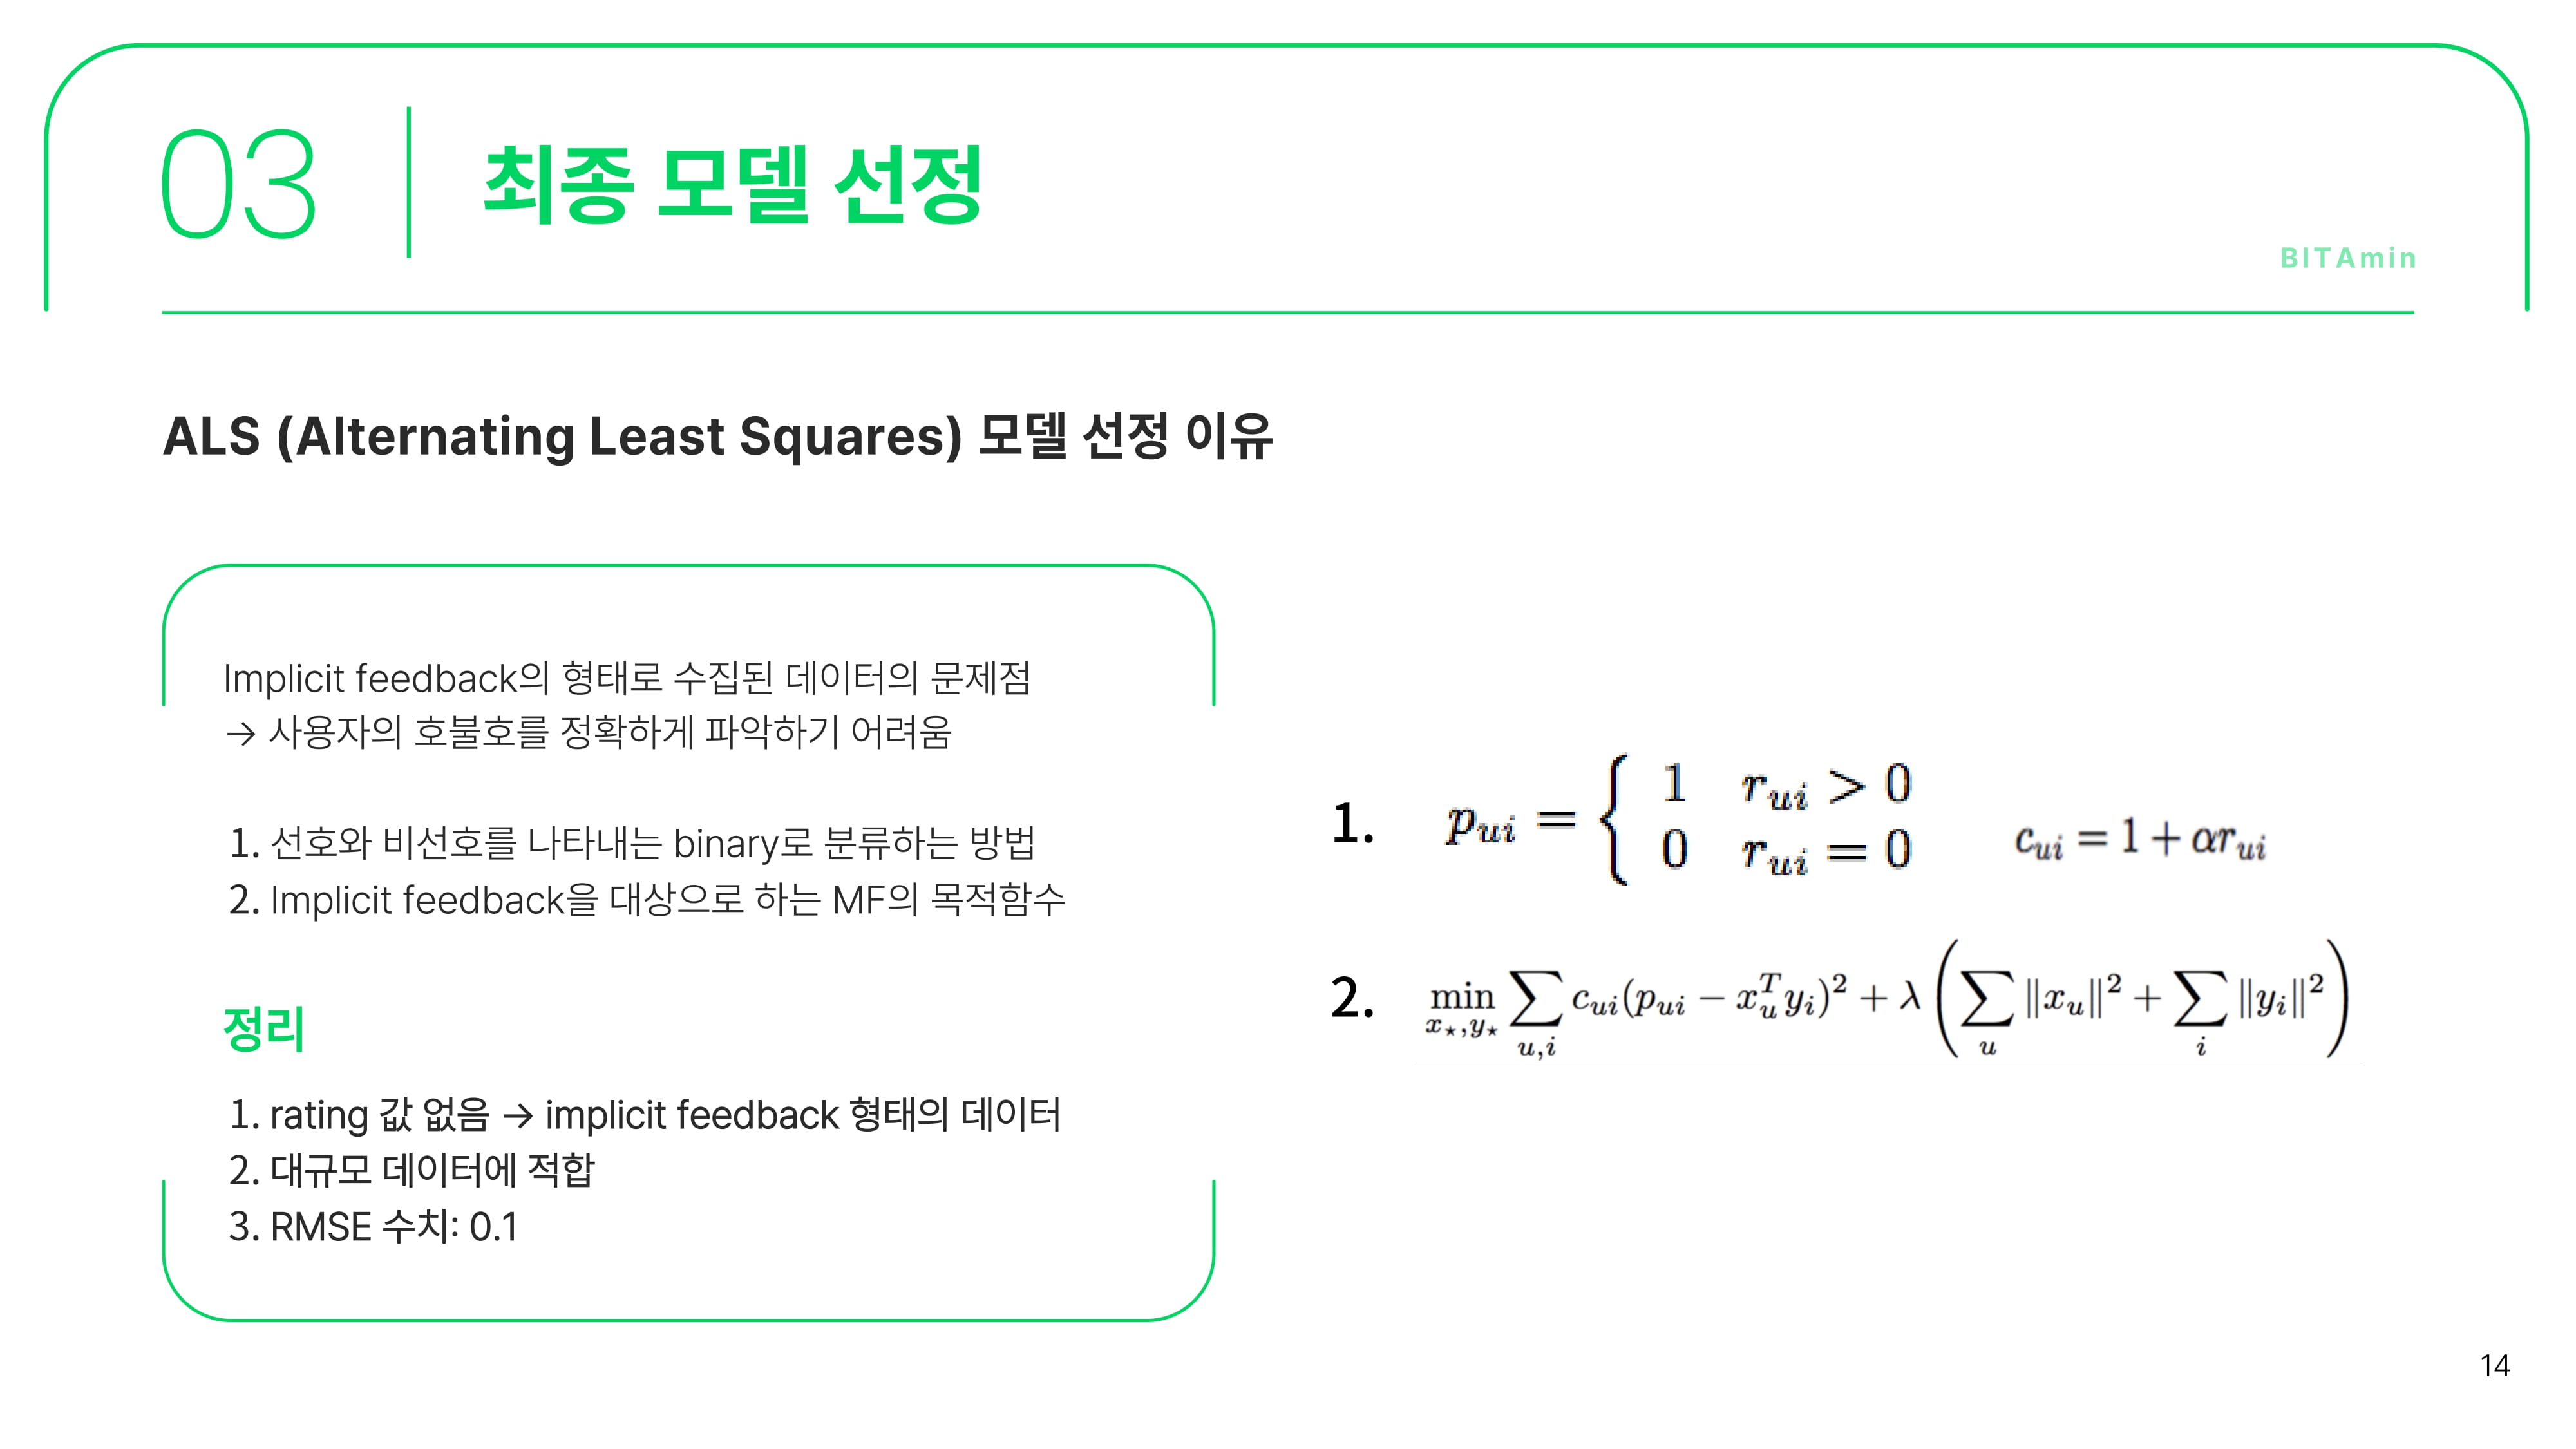 03
최종 모델 선정
BITAmin
ALS (Alternating Least Squares) 모델 선정 이유
Implicit feedback의 형태로 수집된 데이터의 문제점
→ 사용자의 호불호를 정확하게 파악하기 어려움
1. 선호와 비선호를 나타내는 binary로 분류하는 방법
2. Implicit feedback을 대상으로 하는 MF의 목적함수
정리
1. rating 값 없음 → implicit feedback 형태의 데이터
2. 대규모 데이터에 적합
3. RMSE 수치: 0.1
1. p_{ui} = \begin{cases} 1 & r_{ui} > 0 \\ 0 & r_{ui} = 0 \end{cases} c_{ui} = 1 + \alpha r_{ui}
2. \min_{x_\star, y_\star} \sum_{u,i} c_{ui}(p_{ui} - x_u^T y_i)^2 + \lambda \left( \sum_u \|x_u\|^2 + \sum_i \|y_i\|^2 \right)
14